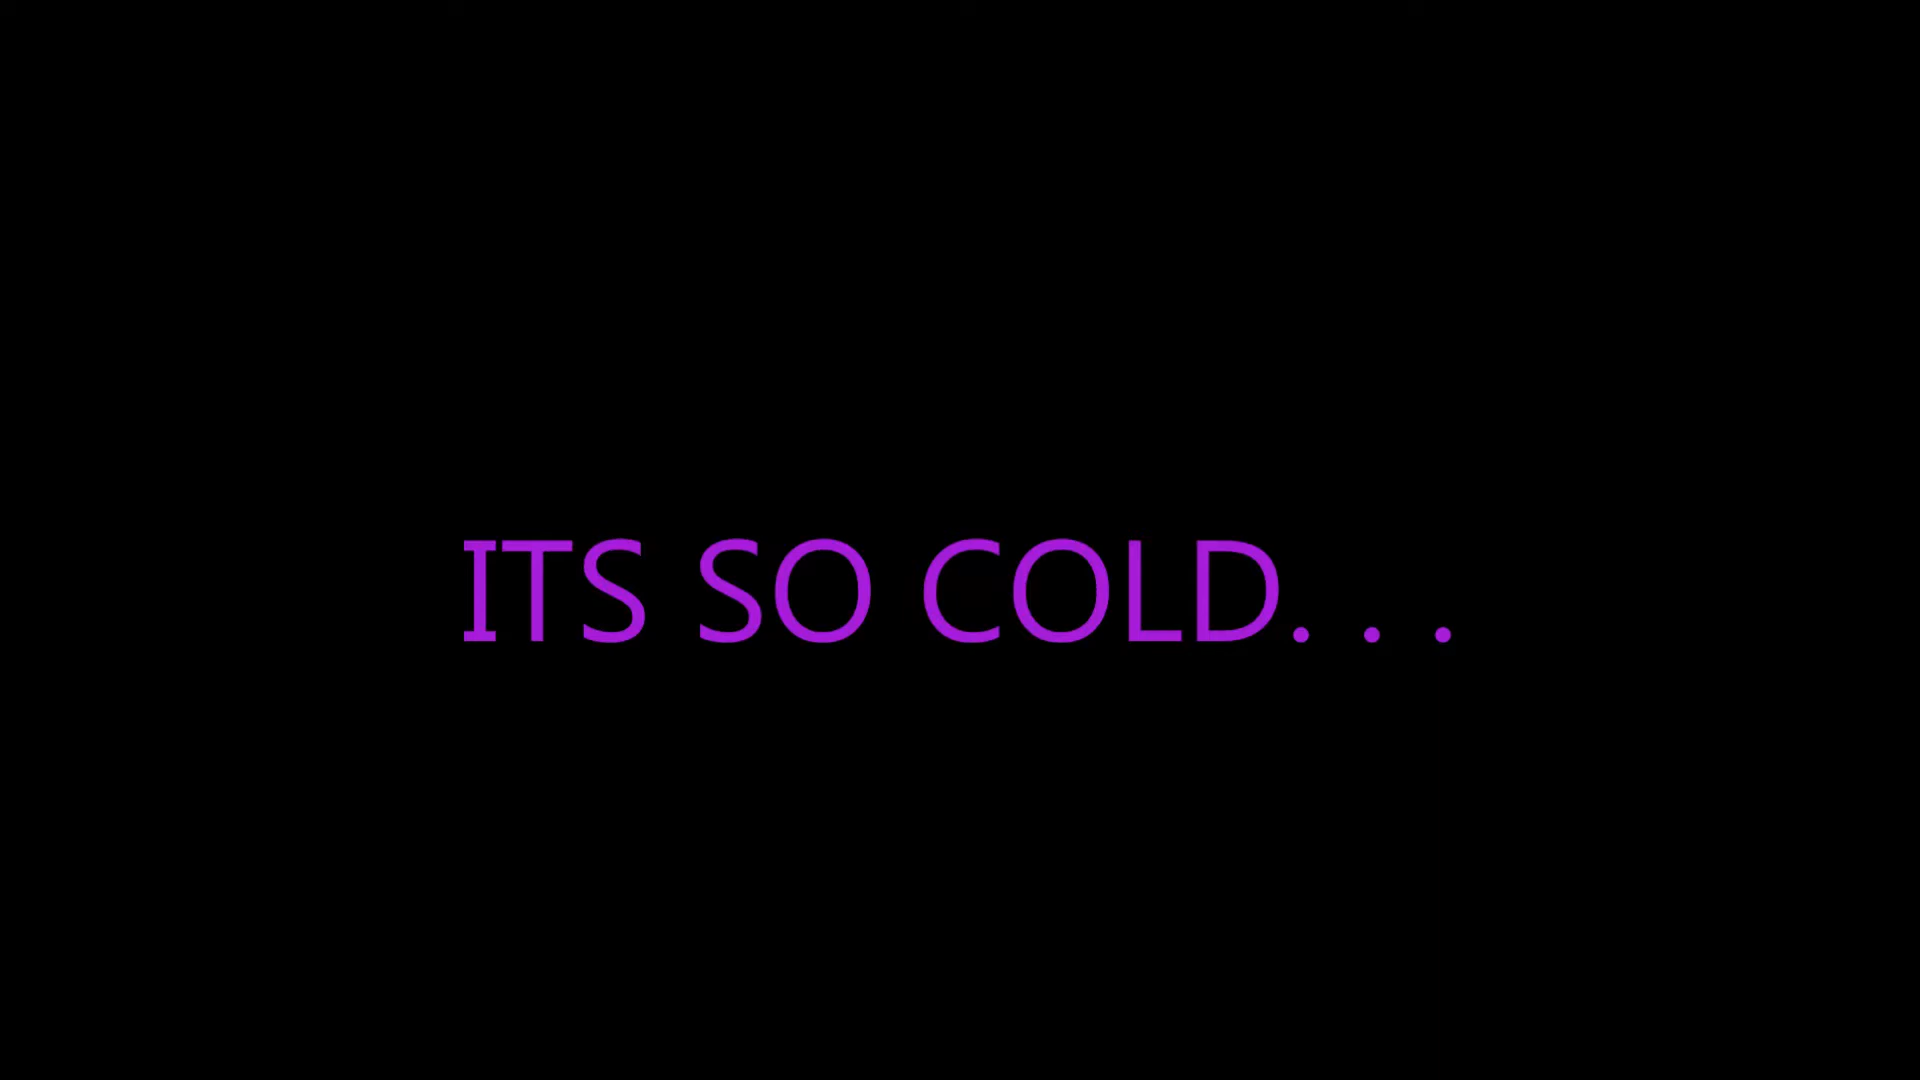 ITS SO COLD. . .